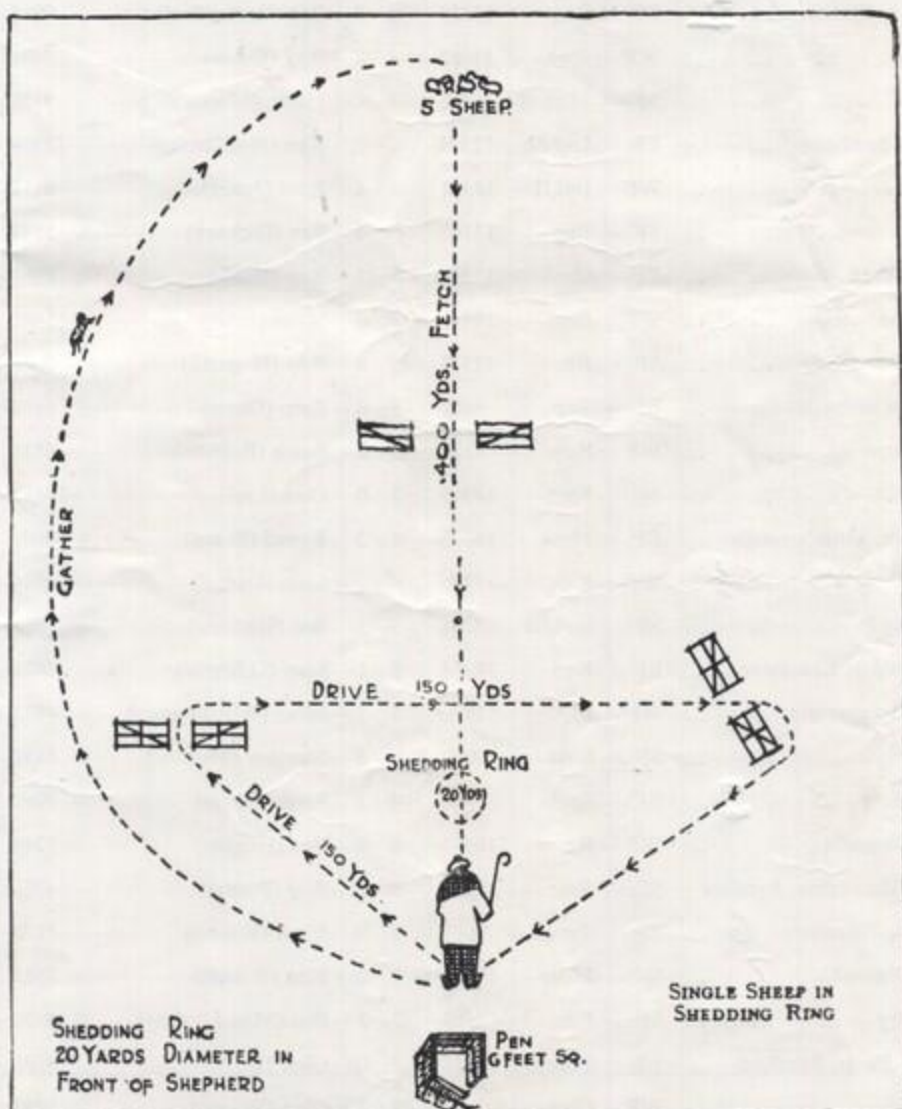 5 SHEEP.
400 YDS. FETCH
GATHER
DRIVE 150 YDS
SHEDDING RING
20 YDS
DRIVE 150 YDS
SINGLE SHEEP IN
SHEDDING RING
SHEDDING RING
20 YARDS DIAMETER IN
FRONT OF SHEPHERD
PEN
6 FEET SQ.